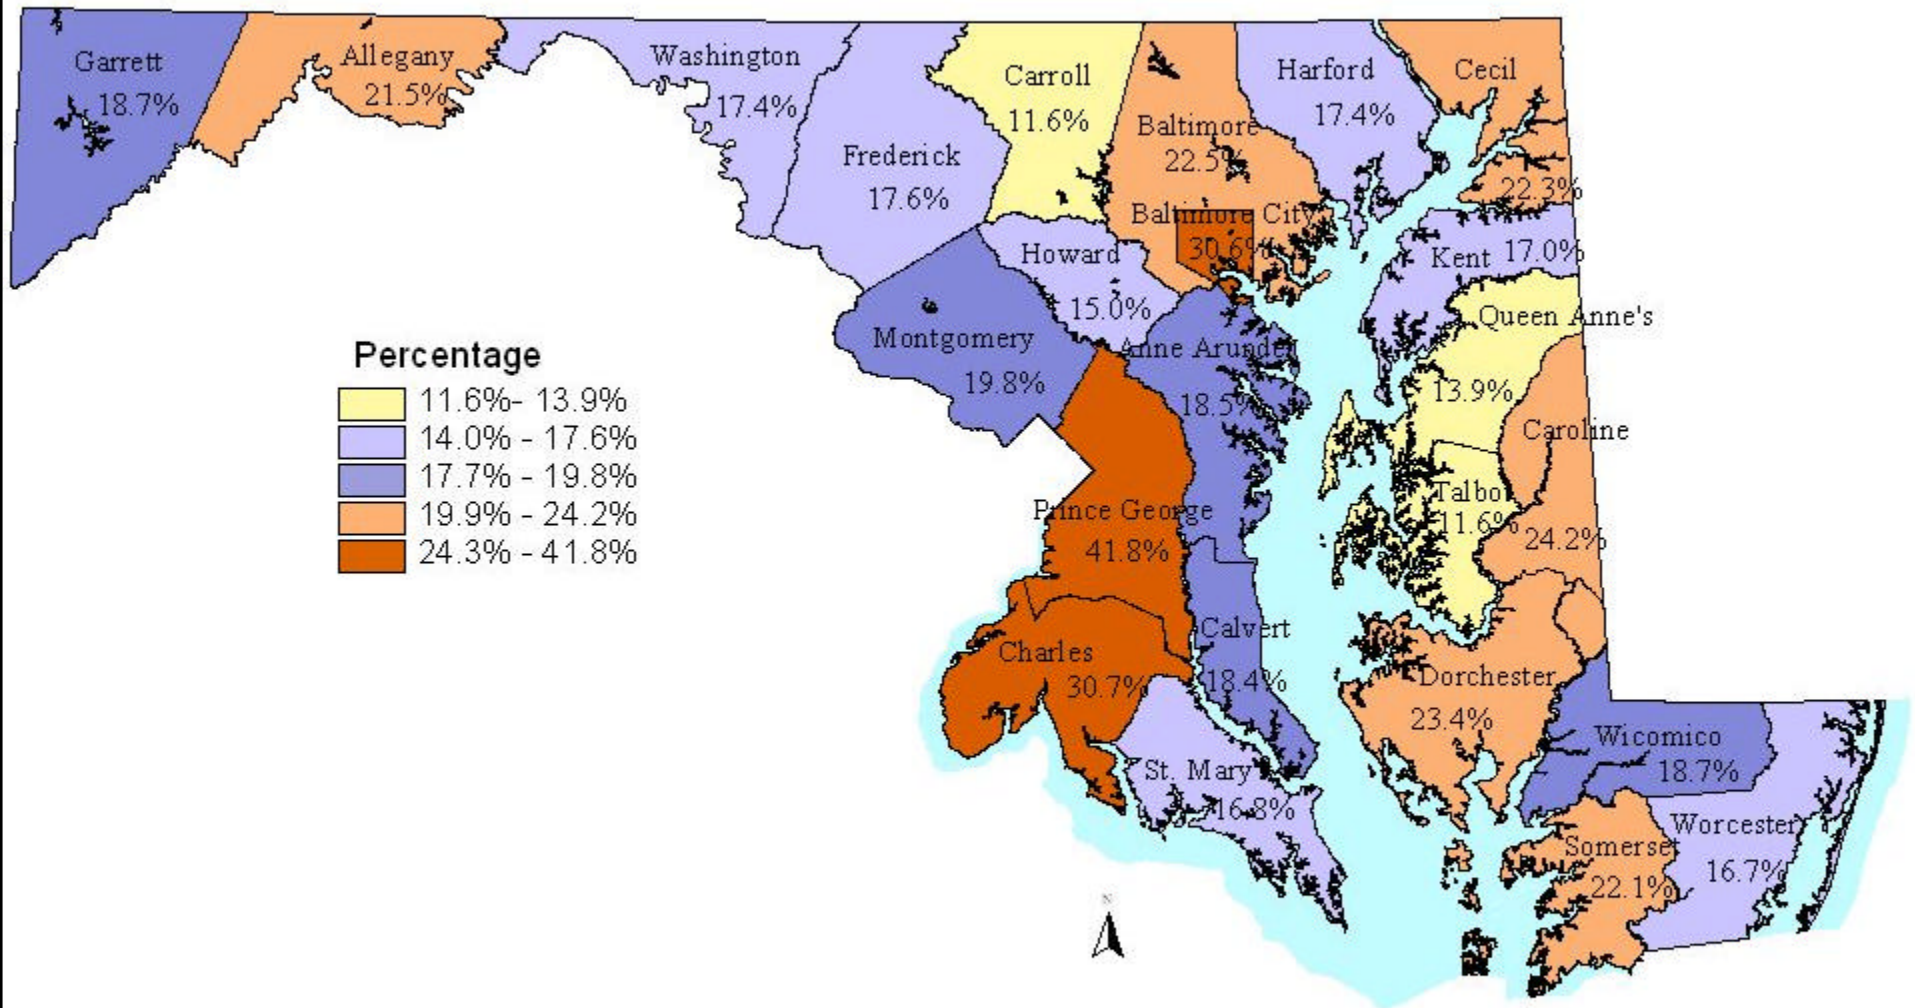 Garrett
18.7%
Allegany
21.5%
Washington
17.4%
Frederick
17.6%
Carroll
11.6%
Baltimore
22.5%
Baltimore City
30.6%
Harford
17.4%
Cecil
22.3%
Kent 17.0%
Howard
15.0%
Montgomery
19.8%
Anne Arundel
18.5%
Queen Anne's
13.9%
Caroline
24.2%
Talbot
11.6%
Prince George
41.8%
Charles
30.7%
Calvert
18.4%
St. Mary
16.8%
Dorchester
23.4%
Wicomico
18.7%
Somerset
22.1%
Worcester
16.7%
Percentage
11.6%- 13.9%
14.0% - 17.6%
17.7% - 19.8%
19.9% - 24.2%
24.3% - 41.8%
N